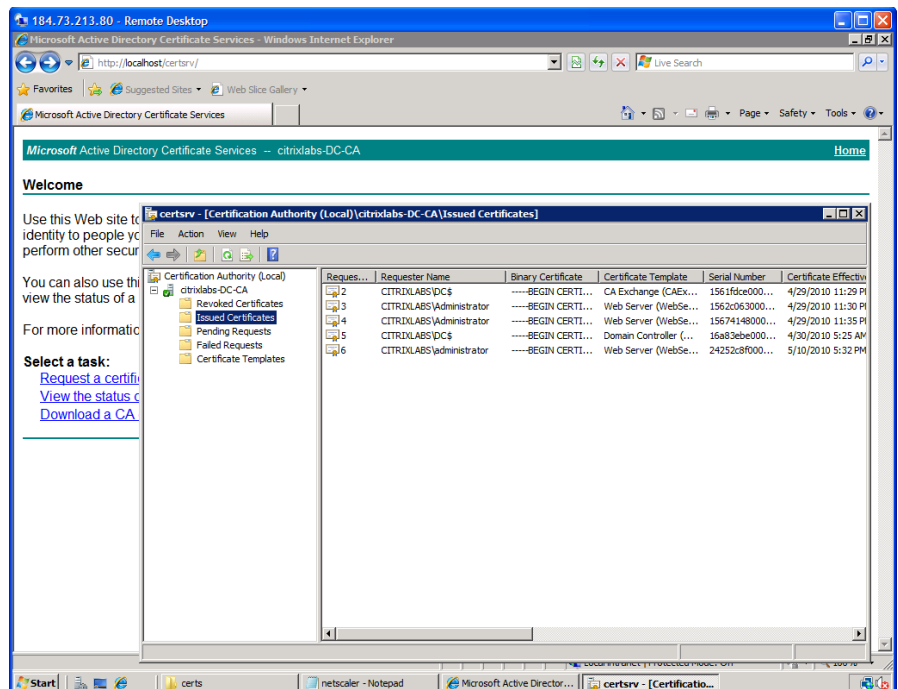 184.73.213.80 - Remote Desktop
Microsoft Active Directory Certificate Services - Windows Internet Explorer
http://localhost/certsrv/
Live Search
Favorites Suggested Sites Web Slice Gallery
Microsoft Active Directory Certificate Services
Page Safety Tools
Microsoft Active Directory Certificate Services -- citrixlabs-DC-CA Home
Welcome
Use this Web site to
identity to people yo
perform other secur
You can also use thi
view the status of a
For more informatio
Select a task:
Request a certifi
View the status o
Download a CA
certsrv - [Certification Authority (Local)\citrixlabs-DC-CA\Issued Certificates]
File Action View Help
Certification Authority (Local)
citrixlabs-DC-CA
Revoked Certificates
Issued Certificates
Pending Requests
Failed Requests
Certificate Templates
Reques... Requester Name Binary Certificate Certificate Template Serial Number Certificate Effectiv
2 CITRIXLABS\DC$ -----BEGIN CERTI... CA Exchange (CAEx... 1561fdce000... 4/29/2010 11:29 P
3 CITRIXLABS\Administrator -----BEGIN CERTI... Web Server (WebSe... 1562c063000... 4/29/2010 11:30 P
4 CITRIXLABS\Administrator -----BEGIN CERTI... Web Server (WebSe... 15674148000... 4/29/2010 11:35 P
5 CITRIXLABS\DC$ -----BEGIN CERTI... Domain Controller (... 16a83ebe000... 4/30/2010 5:25 AM
6 CITRIXLABS\administrator -----BEGIN CERTI... Web Server (WebSe... 24252c8f000... 5/10/2010 5:32 PM
Start certs netscaler - Notepad Microsoft Active Director... certsrv - [Certificatio...